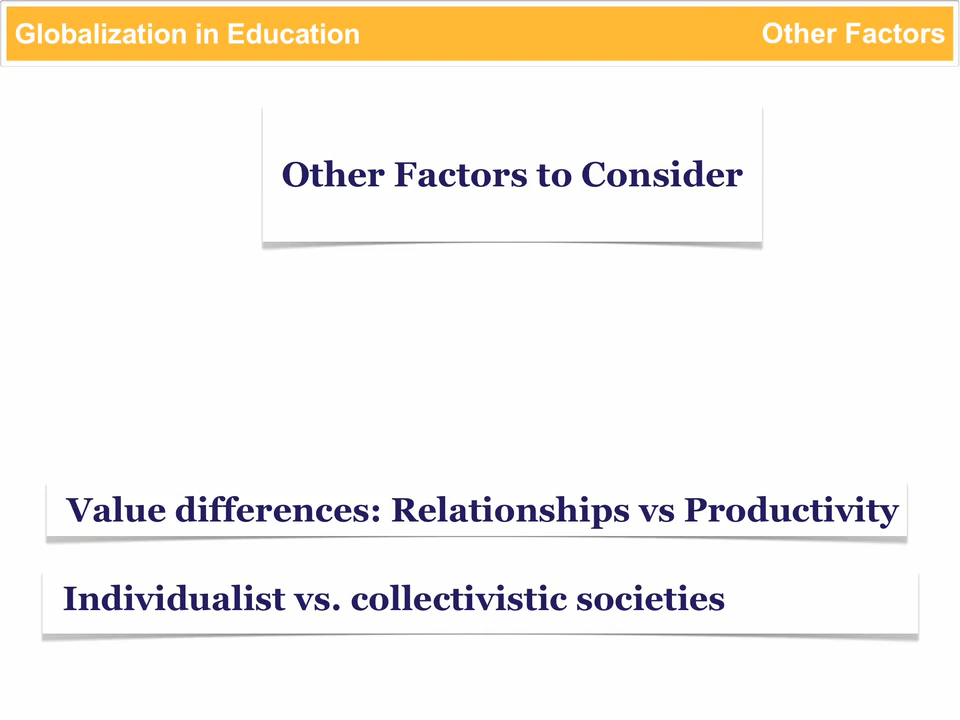 Globalization in Education
Other Factors
Other Factors to Consider
Value differences: Relationships vs Productivity
Individualist vs. collectivistic societies